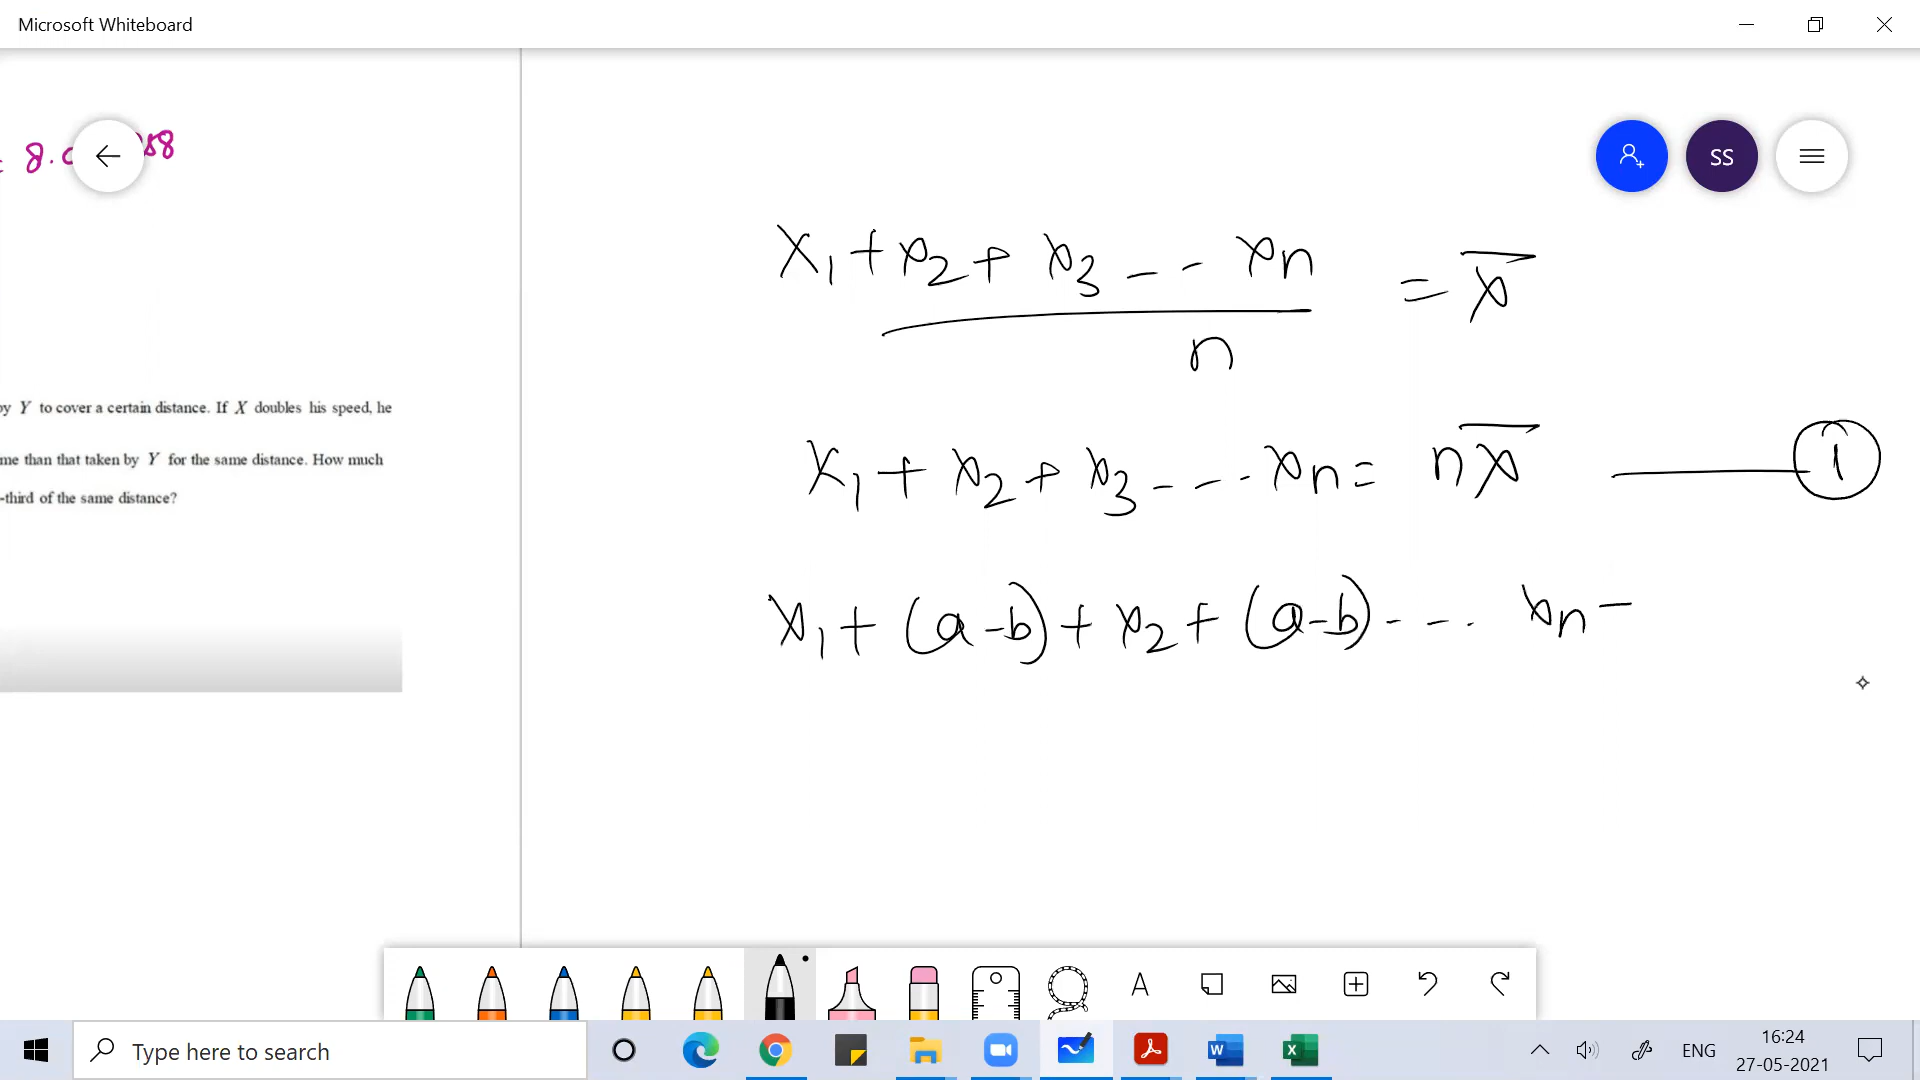 Microsoft Whiteboard
8.
58
SS
x₁ + x₂ + x₃ -- xₙ
= x̄
n
by Y to cover a certain distance. If X doubles his speed, he
me than that taken by Y for the same distance. How much
-third of the same distance?
x₁ + x₂ + x₃ ---- xₙ = nx̄ —— 1
x₁ + (a-b) + x₂ + (a-b) ---. xₙ -
A
Type here to search
W
X
ENG
16:24
27-05-2021